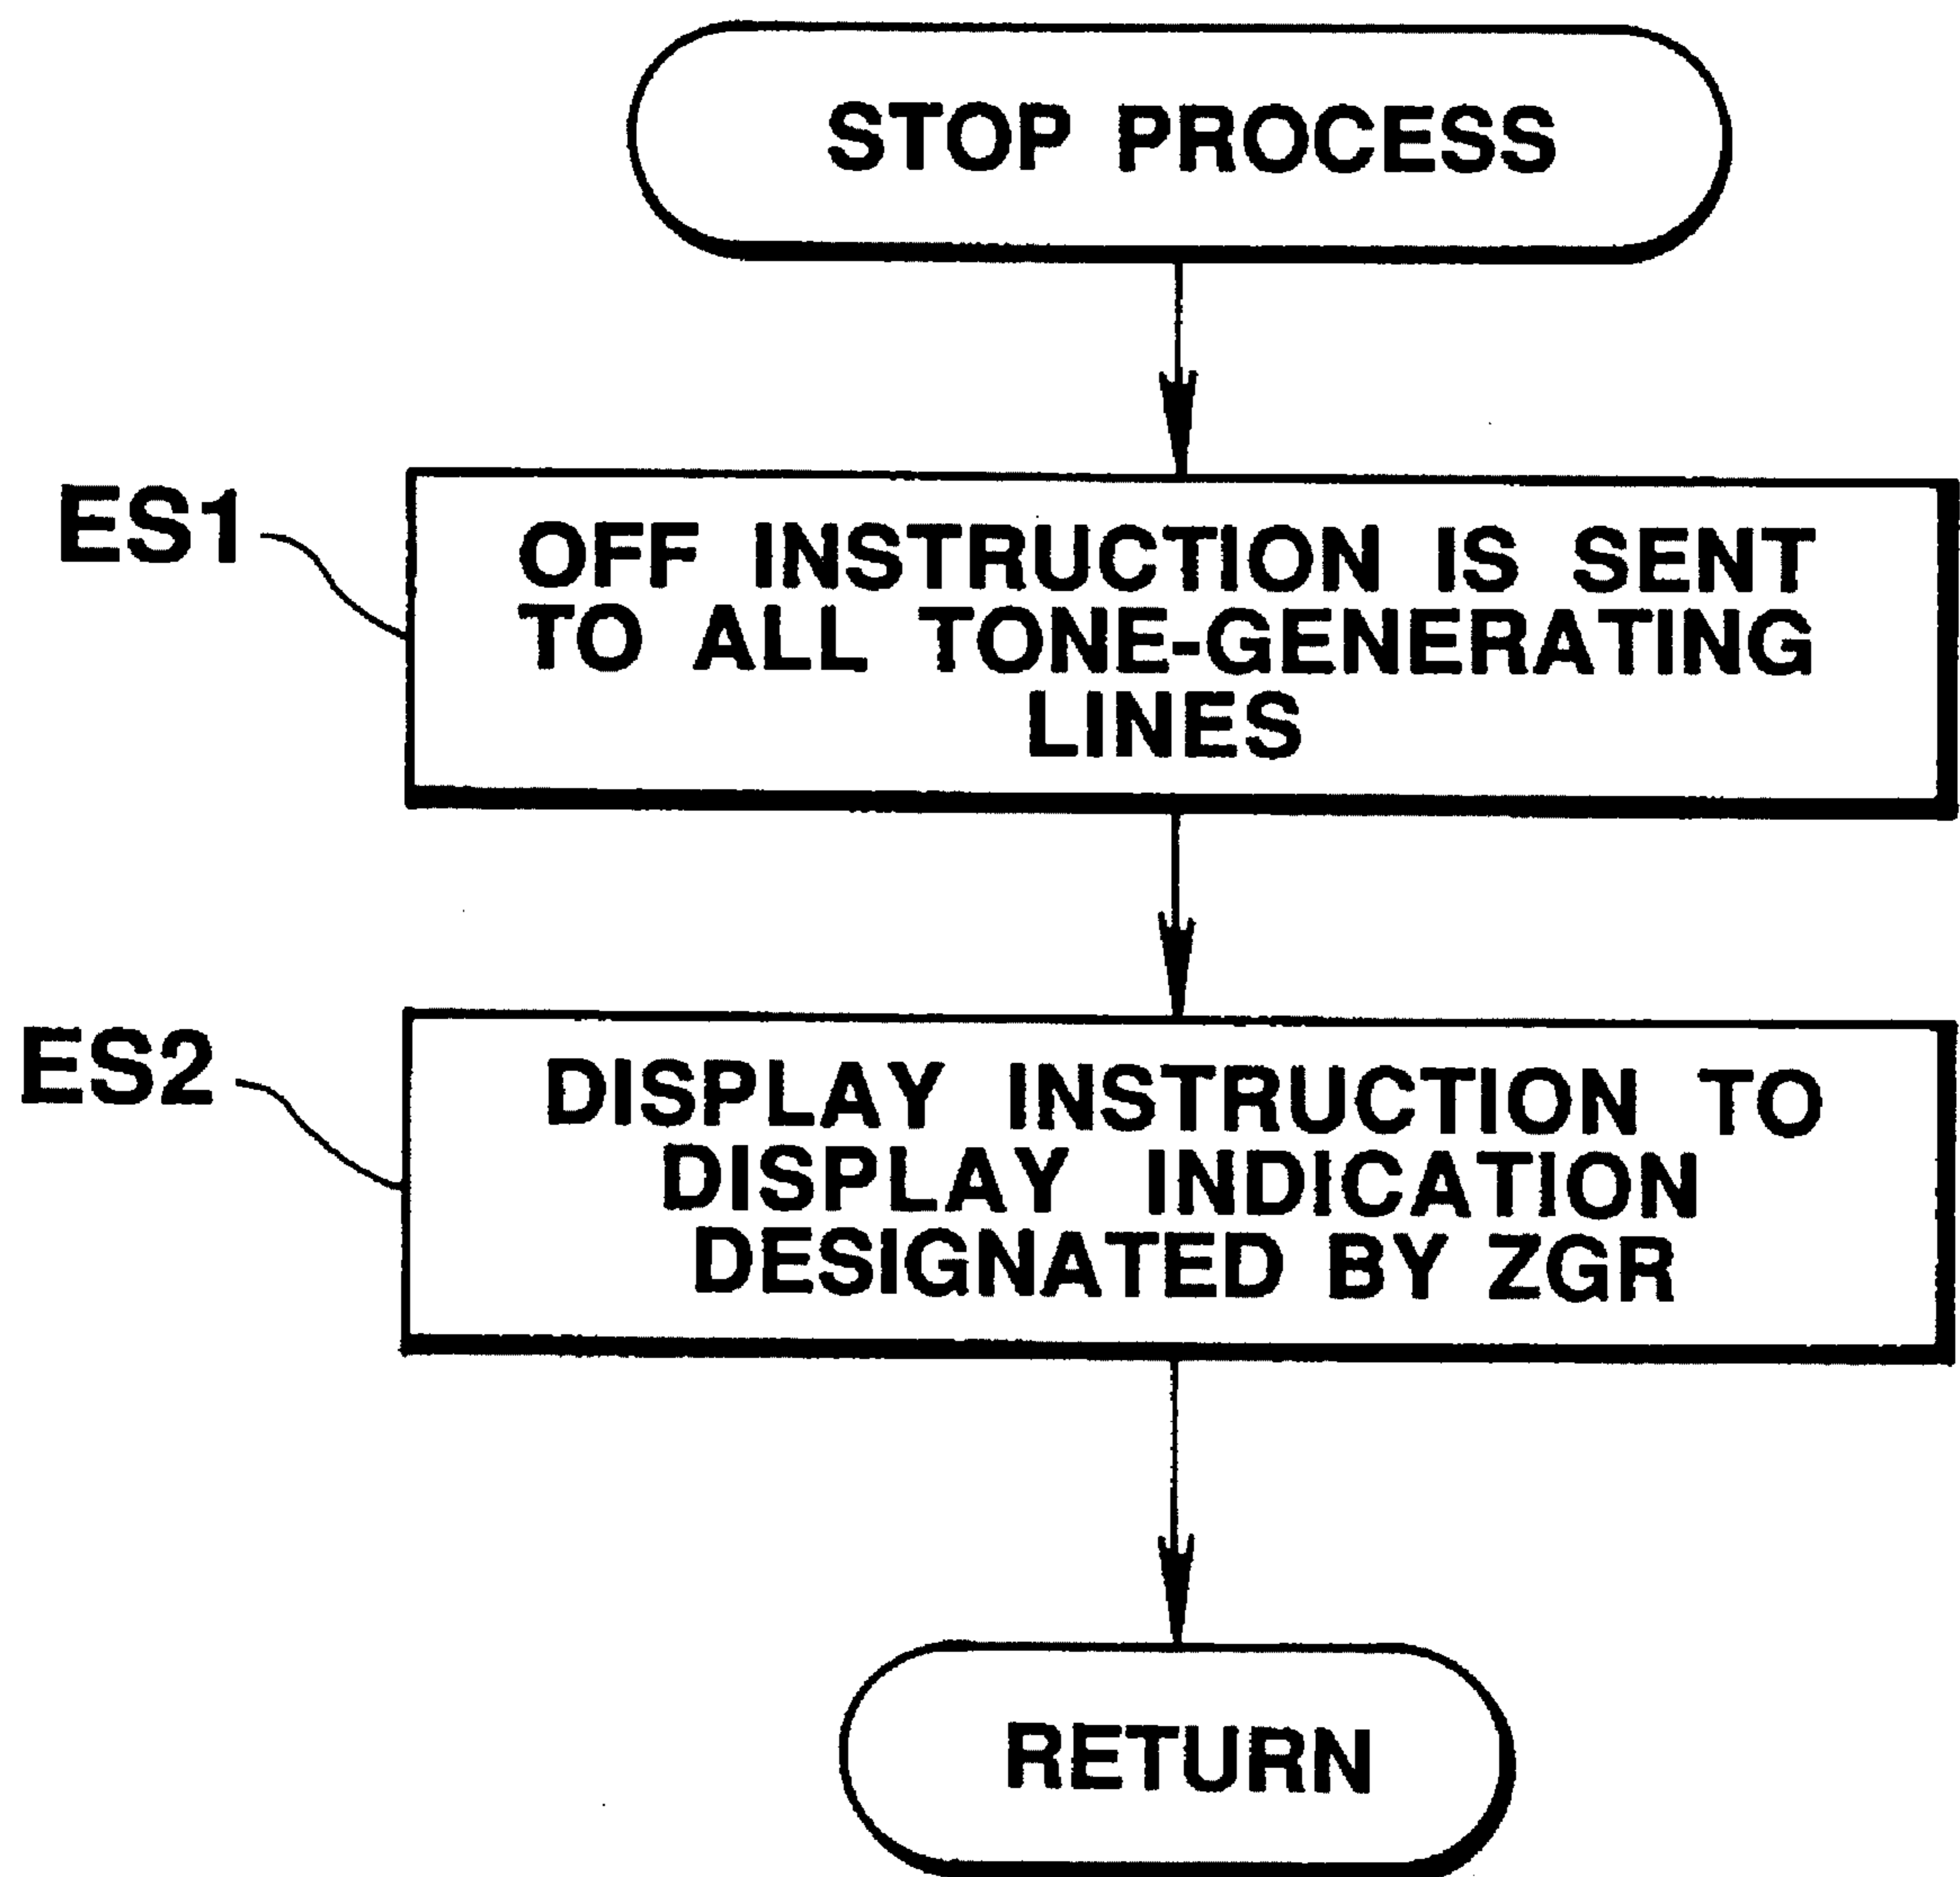 STOP PROCESS
ES1
OFF INSTRUCTION IS SENT
TO ALL TONE-GENERATING
LINES
ES2
DISPLAY INSTRUCTION TO
DISPLAY INDICATION
DESIGNATED BY ZGR
RETURN